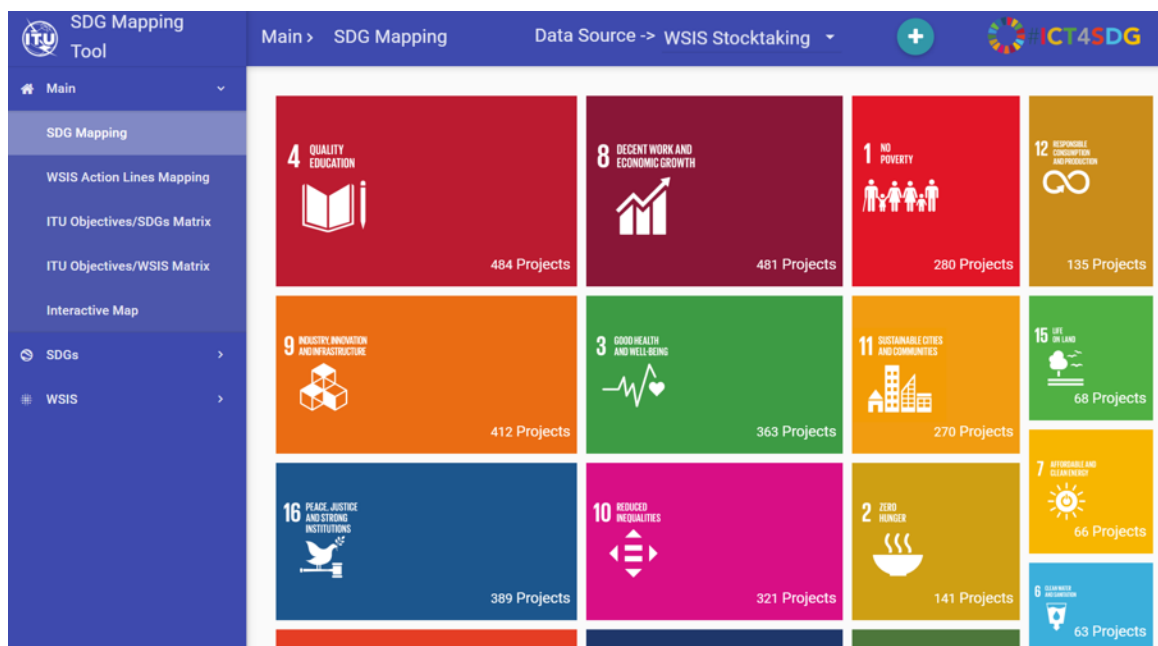 SDG Mapping
Tool
Main > SDG Mapping
Data Source -> WSIS Stocktaking
#ICT4SDG
Main
SDG Mapping
WSIS Action Lines Mapping
ITU Objectives/SDGs Matrix
ITU Objectives/WSIS Matrix
Interactive Map
SDGs
WSIS
4 QUALITY
EDUCATION
484 Projects
8 DECENT WORK AND
ECONOMIC GROWTH
481 Projects
1 NO
POVERTY
280 Projects
12 RESPONSIBLE
CONSUMPTION
AND PRODUCTION
135 Projects
9 INDUSTRY, INNOVATION
AND INFRASTRUCTURE
412 Projects
3 GOOD HEALTH
AND WELL-BEING
363 Projects
11 SUSTAINABLE CITIES
AND COMMUNITIES
270 Projects
15 LIFE
ON LAND
68 Projects
7 AFFORDABLE AND
CLEAN ENERGY
66 Projects
16 PEACE, JUSTICE
AND STRONG
INSTITUTIONS
389 Projects
10 REDUCED
INEQUALITIES
321 Projects
2 ZERO
HUNGER
141 Projects
6 CLEAN WATER
AND SANITATION
63 Projects